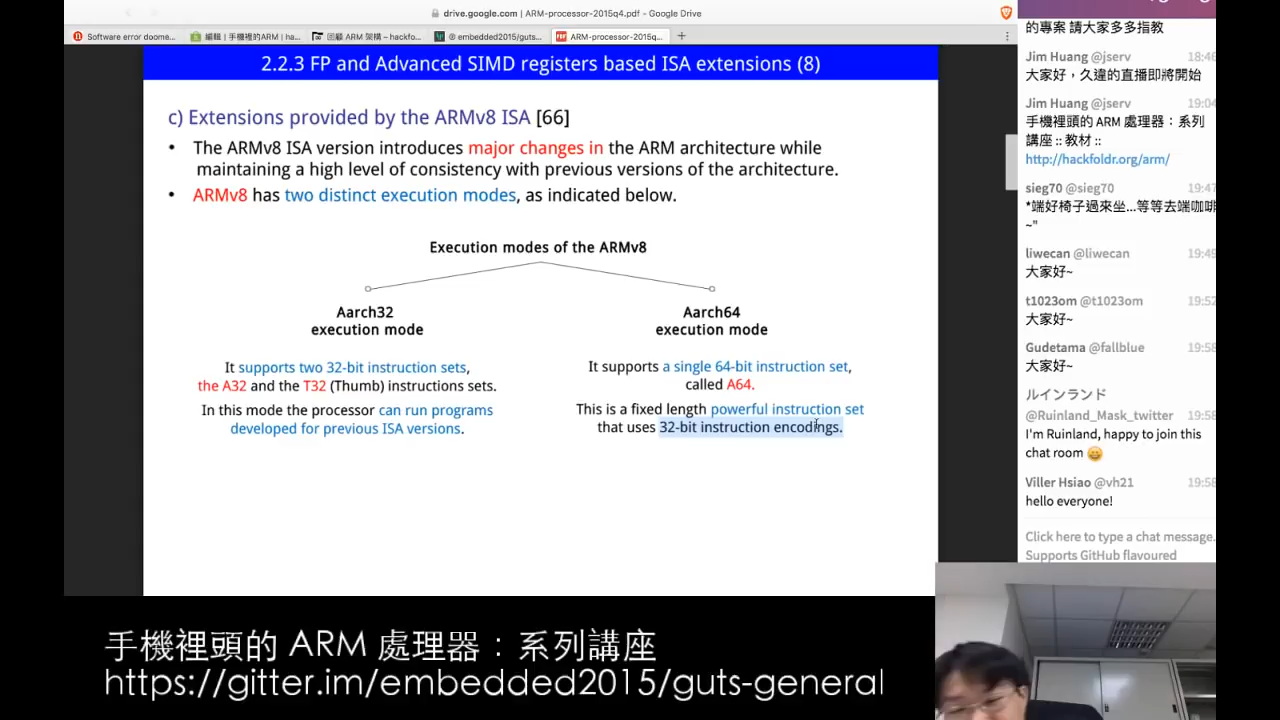 drive.google.com | ARM-processor-2015q4.pdf - Google Drive
Software error doome...
編輯 | 手機裡的ARM | ha...
回顧 ARM 架構 ~ hackfo...
@ embedded2015/guts...
ARM-processor-2015q...
2.2.3 FP and Advanced SIMD registers based ISA extensions (8)
c) Extensions provided by the ARMv8 ISA [66]
• The ARMv8 ISA version introduces major changes in the ARM architecture while
maintaining a high level of consistency with previous versions of the architecture.
• ARMv8 has two distinct execution modes, as indicated below.
Execution modes of the ARMv8
Aarch32
execution mode
It supports two 32-bit instruction sets,
the A32 and the T32 (Thumb) instructions sets.
In this mode the processor can run programs
developed for previous ISA versions.
Aarch64
execution mode
It supports a single 64-bit instruction set,
called A64.
This is a fixed length powerful instruction set
that uses 32-bit instruction encodings.
的專案 請大家多多指教
Jim Huang @jserv 18:46
大家好，久違的直播即將開始
Jim Huang @jserv 19:04
手機裡頭的 ARM 處理器：系列
講座 :: 教材 ::
http://hackfoldr.org/arm/
sieg70 @sieg70 19:47
*端好椅子過來坐...等等去端咖啡
~"
liwecan @liwecan 19:49
大家好~
t1023om @t1023om 19:52
大家好~
Gudetama @fallblue 19:58
大家好~
ルインランド
@Ruinland_Mask_twitter 19:58
I'm Ruinland, happy to join this
chat room
Viller Hsiao @vh21 19:58
hello everyone!
Click here to type a chat message.
Supports GitHub flavoured
手機裡頭的 ARM 處理器：系列講座
https://gitter.im/embedded2015/guts-general